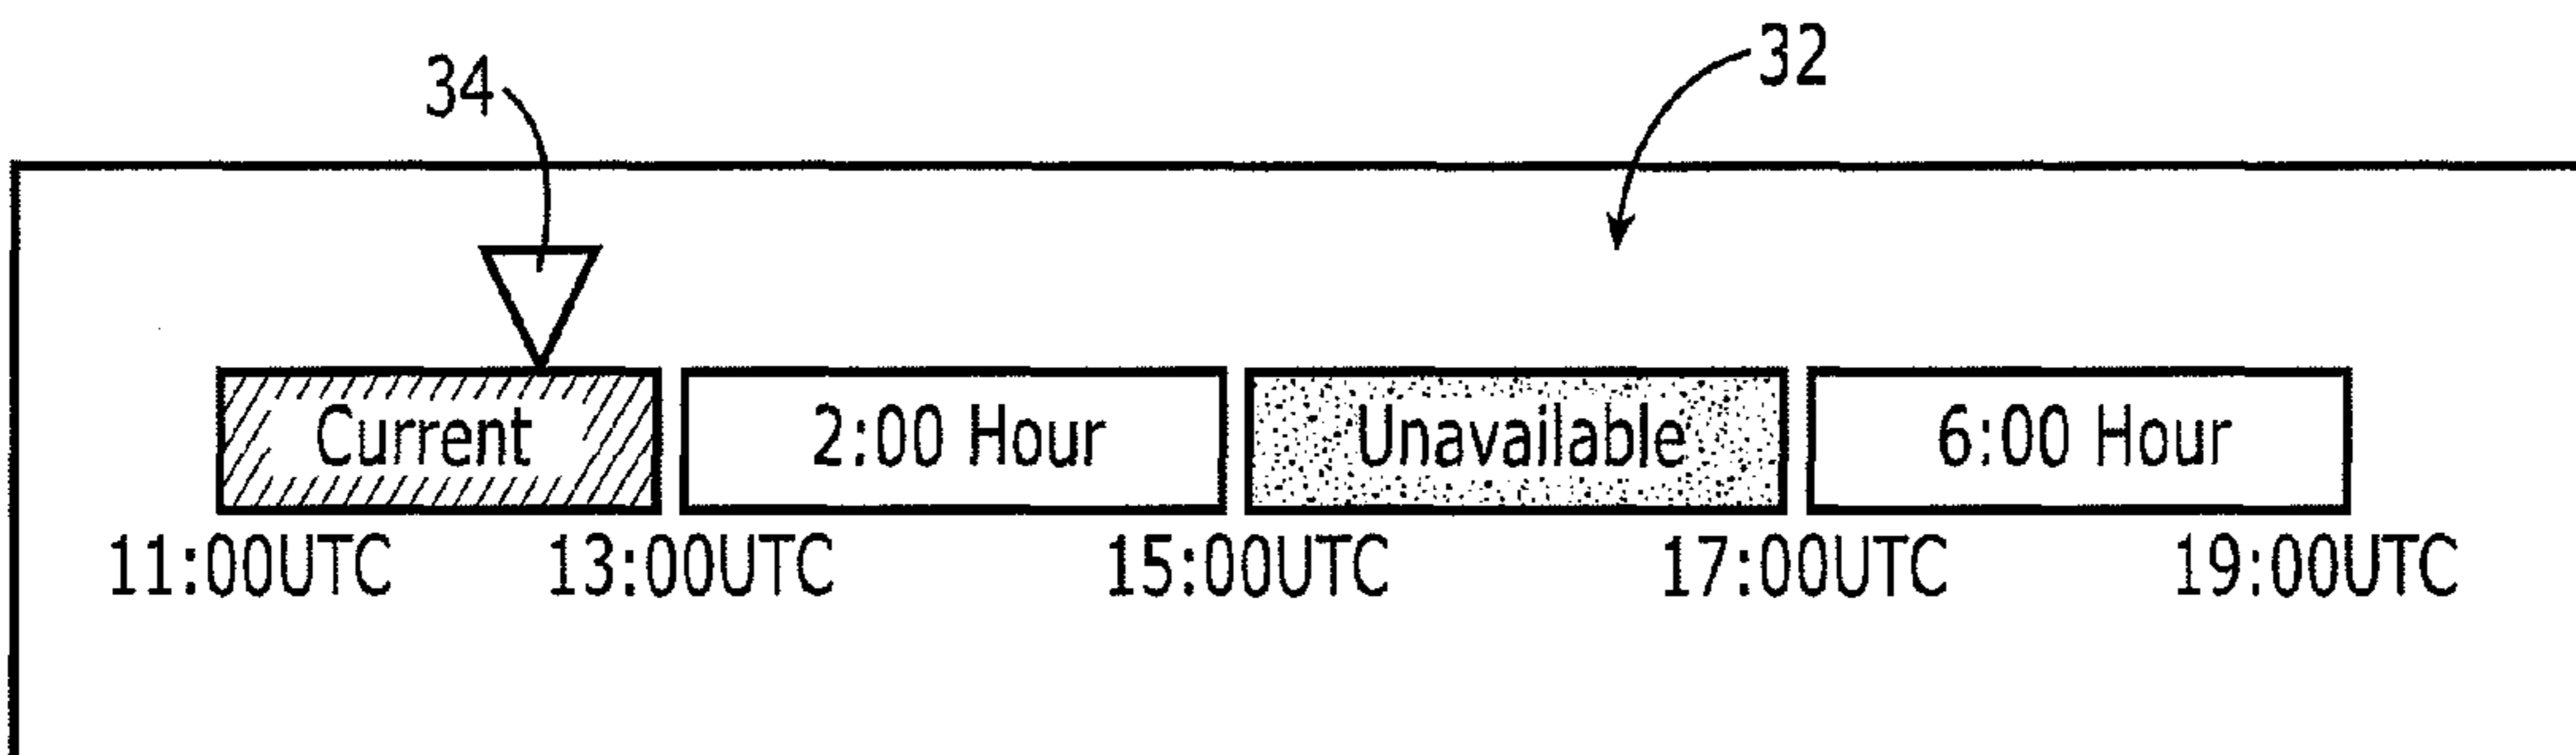 34
32
Current 2:00 Hour Unavailable 6:00 Hour
11:00UTC 13:00UTC 15:00UTC 17:00UTC 19:00UTC